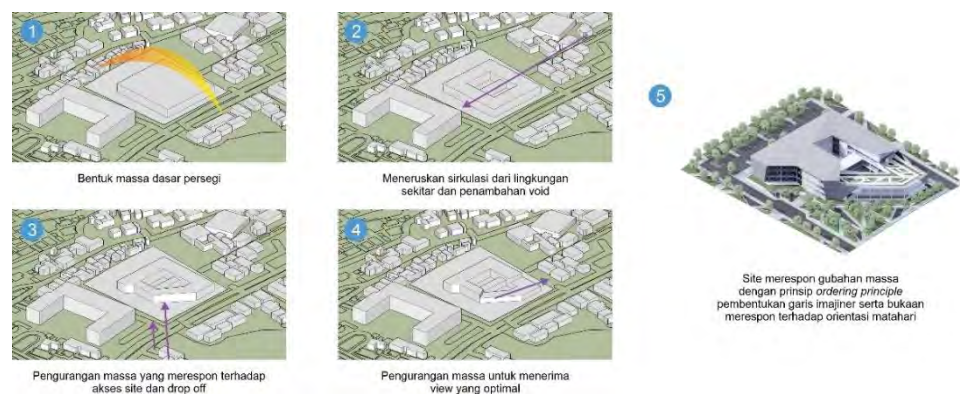 1
Bentuk massa dasar persegi
2
Meneruskan sirkulasi dari lingkungan
sekitar dan penambahan void
3
Pengurangan massa yang merespon terhadap
akses site dan drop off
4
Pengurangan massa untuk menerima
view yang optimal
5
Site merespon gubahan massa
dengan prinsip ordering principle
pembentukan garis imajiner serta bukaan
merespon terhadap orientasi matahari